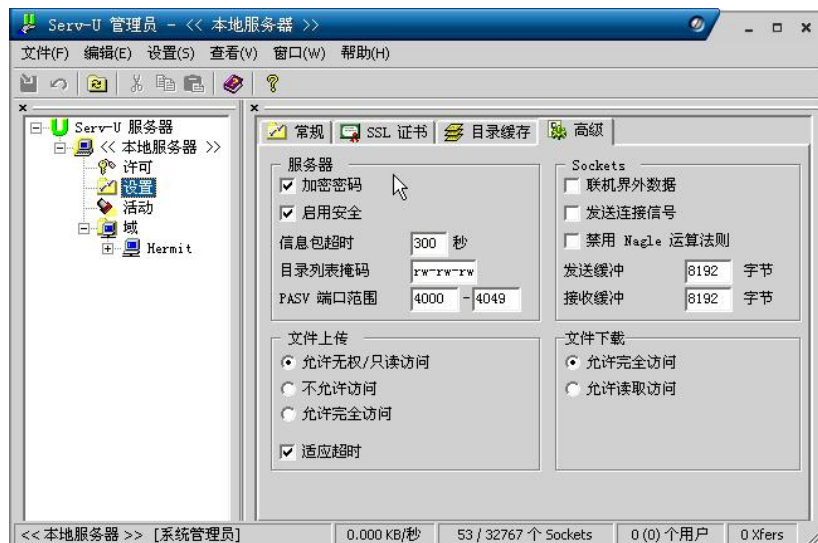 Serv-U 管理员 - << 本地服务器 >>
文件(F) 编辑(E) 设置(S) 查看(V) 窗口(W) 帮助(H)
Serv-U 服务器
<< 本地服务器 >>
许可
设置
活动
域
Hermit
常规 SSL 证书 目录缓存 高级
服务器
加密密码
启用安全
信息包超时 300 秒
目录列表掩码 rw-rw-rw
PASV 端口范围 4000 - 4049
Sockets
联机界外数据
发送连接信号
禁用 Nagle 运算法则
发送缓冲 8192 字节
接收缓冲 8192 字节
文件上传
允许无权/只读访问
不允许访问
允许完全访问
适应超时
文件下载
允许完全访问
允许读取访问
<<本地服务器>> [系统管理员] 0.000 KB/秒 53 / 32767 个 Sockets 0 (0) 个用户 0 Xfers